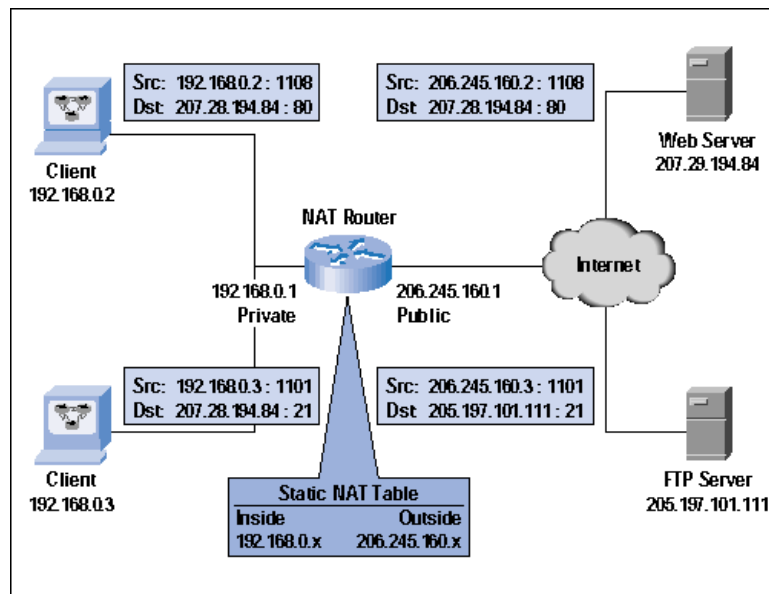 Src: 192.168.0.2 : 1108
Dst: 207.28.194.84 : 80
Src: 206.245.160.2 : 1108
Dst: 207.28.194.84 : 80
Client
192.168.0.2
Web Server
207.29.194.84
NAT Router
Internet
192.168.0.1
Private
206.245.160.1
Public
Src: 192.168.0.3 : 1101
Dst: 207.28.194.84 : 21
Src: 206.245.160.3 : 1101
Dst: 205.197.101.111 : 21
Client
192.168.0.3
FTP Server
205.197.101.111
Static NAT Table
Inside Outside
192.168.0.x 206.245.160.x